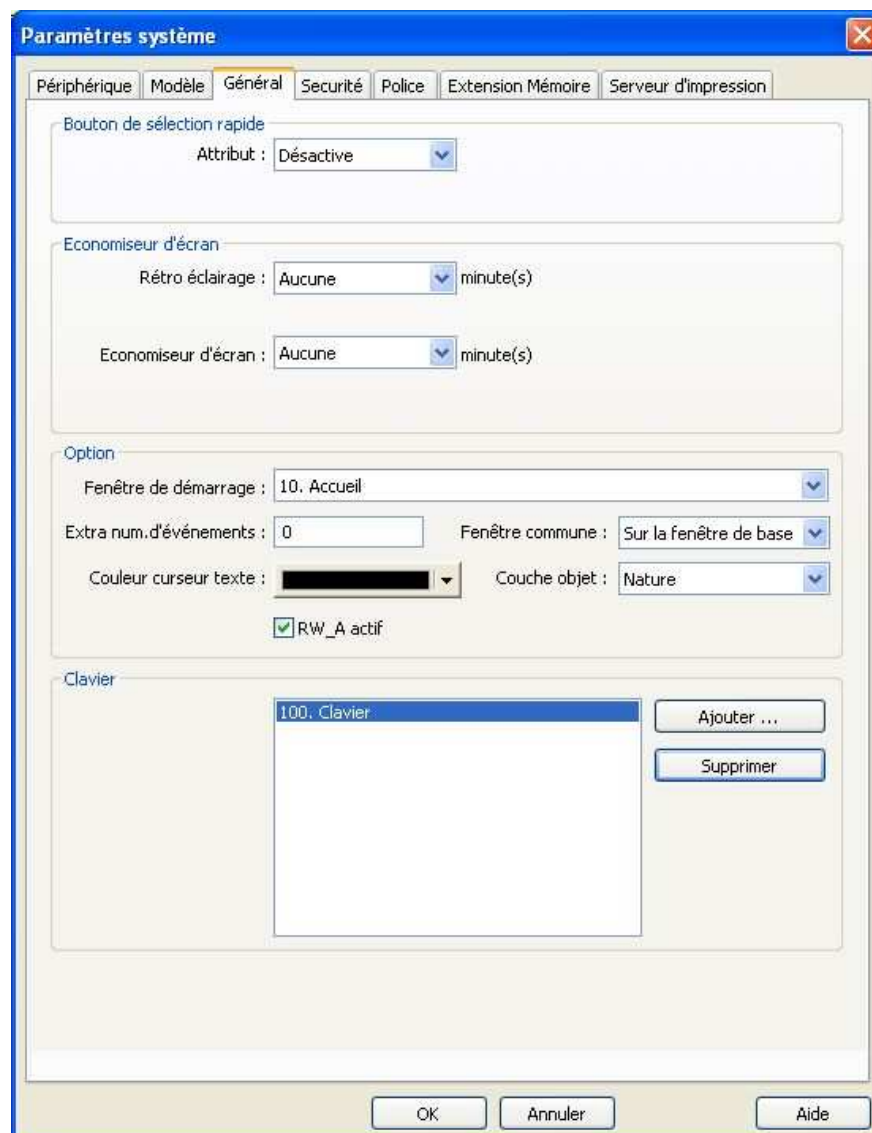 Paramètres système
Périphérique Modèle Général Securité Police Extension Mémoire Serveur d'impression
Bouton de sélection rapide
Attribut : Désactive
Economiseur d'écran
Rétro éclairage : Aucune minute(s)
Economiseur d'écran : Aucune minute(s)
Option
Fenêtre de démarrage : 10. Accueil
Extra num.d'événements : 0 Fenêtre commune : Sur la fenêtre de base
Couleur curseur texte : Couche objet : Nature
RW_A actif
Clavier
100. Clavier
Ajouter ...
Supprimer
OK Annuler Aide